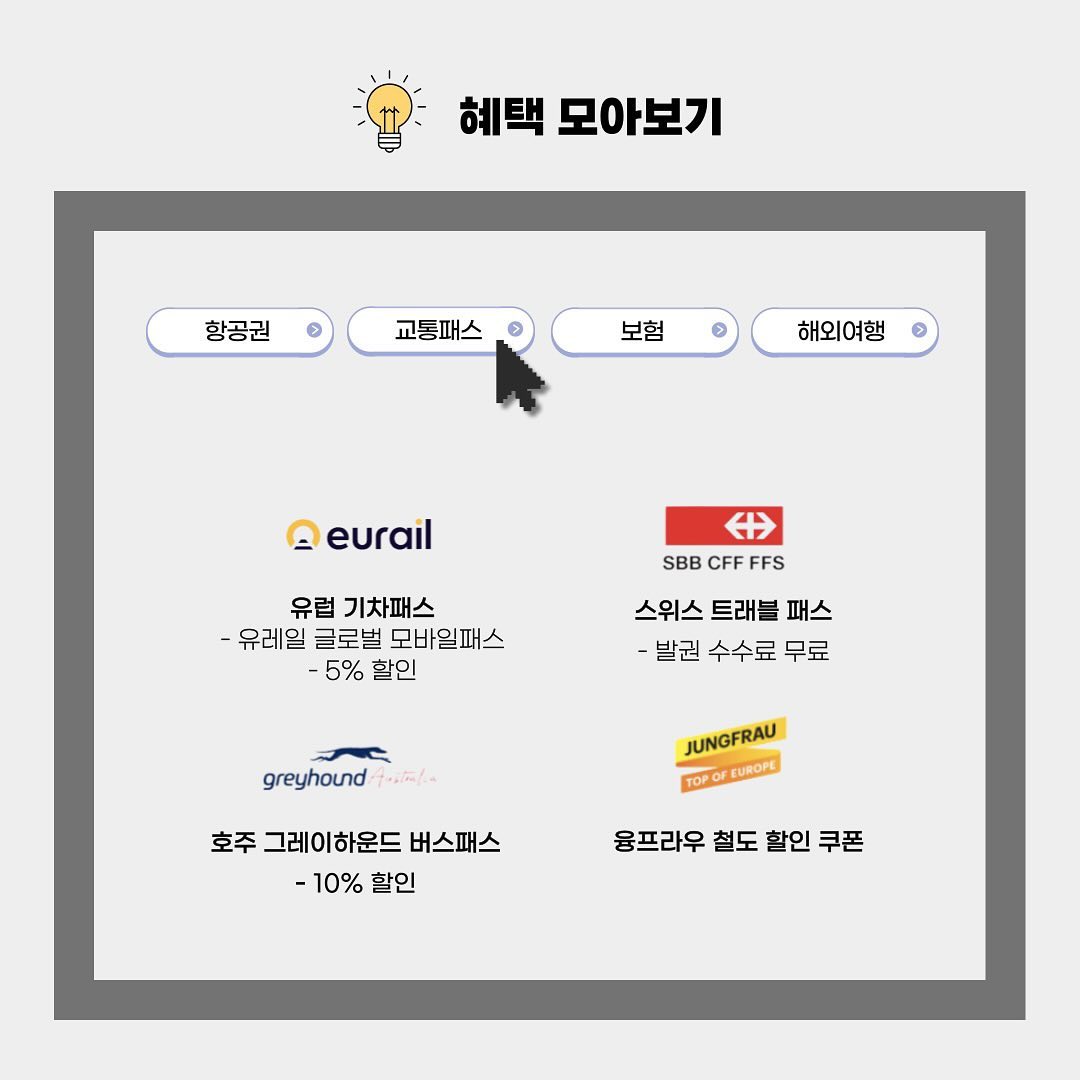 혜택 모아보기
항공권
교통패스
보험
해외여행
eurail
SBB CFF FFS
유럽 기차패스
- 유레일 글로벌 모바일패스
- 5% 할인
스위스 트래블 패스
- 발권 수수료 무료
greyhound Australia
JUNGFRAU
TOP OF EUROPE
호주 그레이하운드 버스패스
- 10% 할인
융프라우 철도 할인 쿠폰